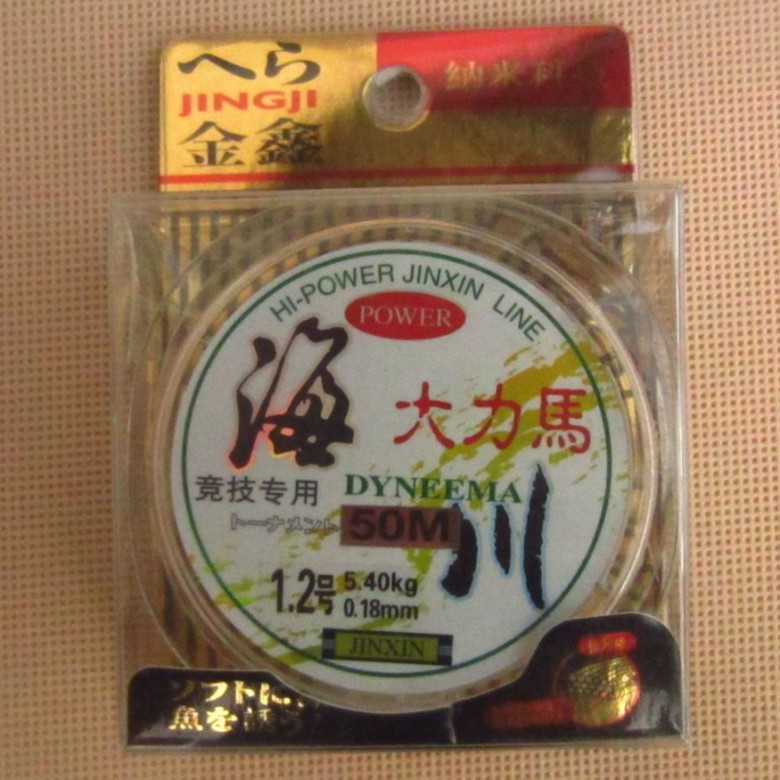 へら
JINGJI
金鑫
納米科
HI-POWER JINXIN LINE
POWER
海
大力馬
竞技专用
DYNEEMA
トーナメント
50M
川
1.2号
5.40kg
0.18mm
JINXIN
ソフトに
魚を